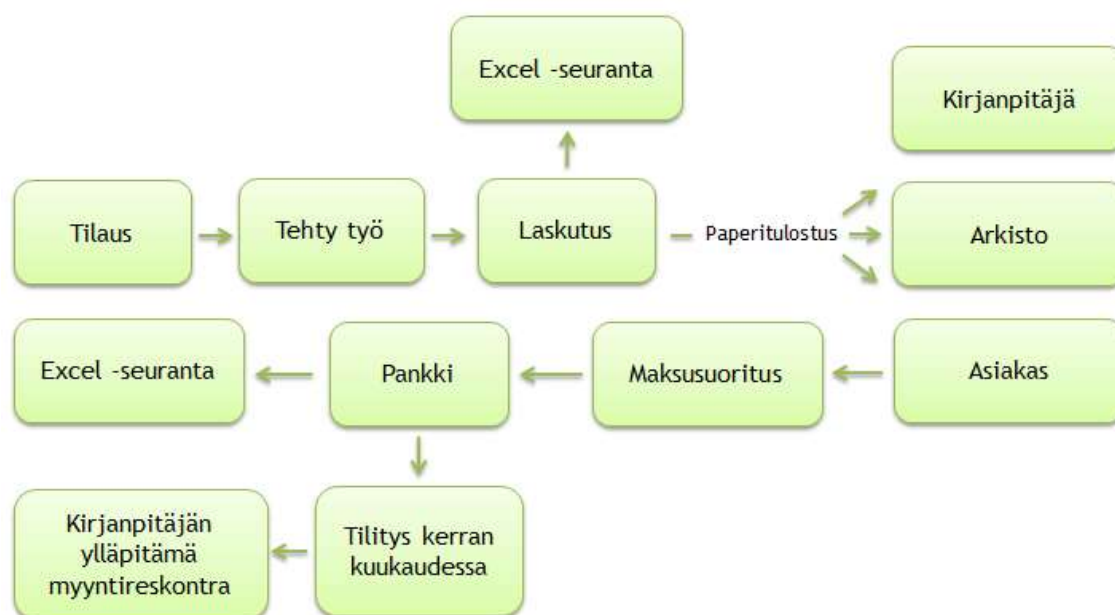 Excel -seuranta
Kirjanpitäjä
Tilaus
Tehty työ
Laskutus
Paperitulostus
Arkisto
Excel -seuranta
Pankki
Maksusuoritus
Asiakas
Kirjanpitäjän
ylläpitämä
myyntireskontra
Tilitys kerran
kuukaudessa